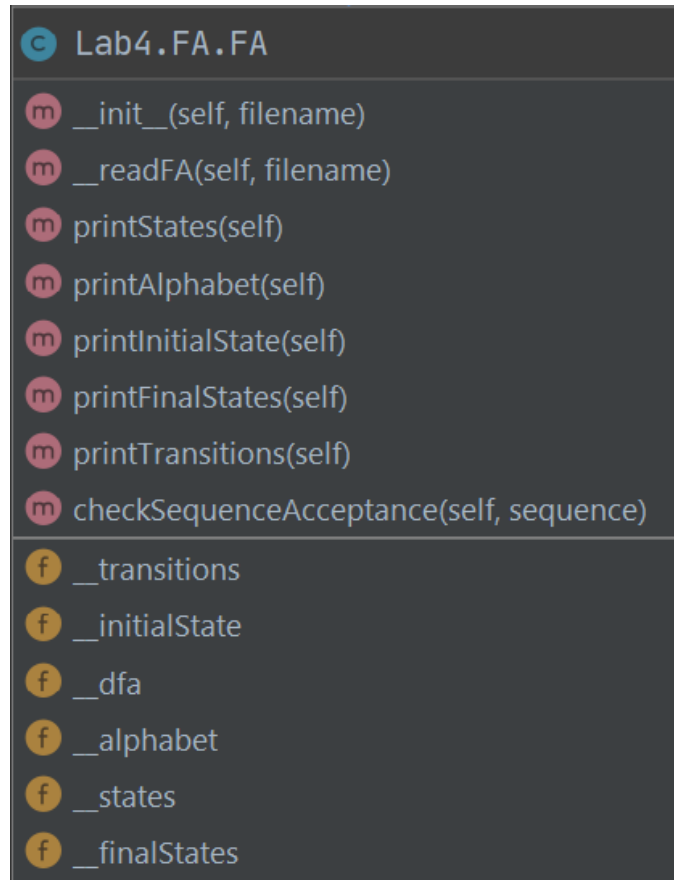 C Lab4.FA.FA
m __init__(self, filename)
m __readFA(self, filename)
m printStates(self)
m printAlphabet(self)
m printInitialState(self)
m printFinalStates(self)
m printTransitions(self)
m checkSequenceAcceptance(self, sequence)
f __transitions
f __initialState
f __dfa
f __alphabet
f __states
f __finalStates